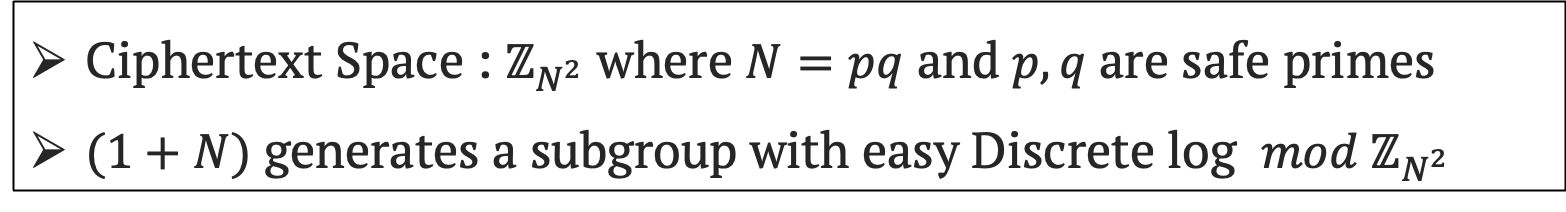 ➢ Ciphertext Space : ℤ_{N²} where N = pq and p, q are safe primes
➢ (1 + N) generates a subgroup with easy Discrete log mod ℤ_{N²}